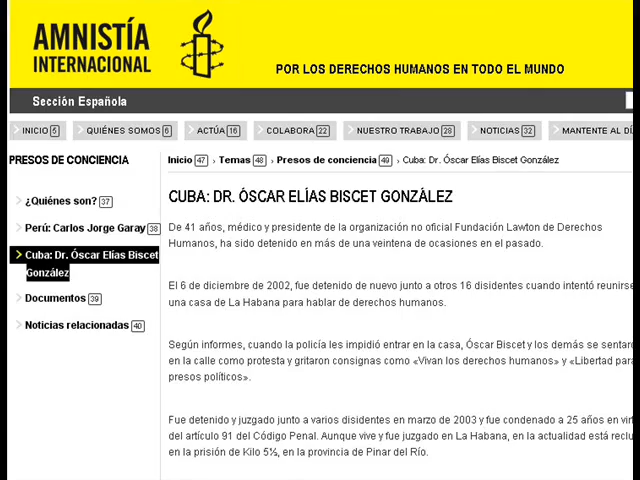 AMNISTÍA
INTERNACIONAL
POR LOS DERECHOS HUMANOS EN TODO EL MUNDO
Sección Española
INICIO 6 QUIÉNES SOMOS 6 ACTÚA 16 COLABORA 22 NUESTRO TRABAJO 28 NOTICIAS 32 MANTENTE AL DÍ
PRESOS DE CONCIENCIA
Inicio 47 › Temas 48 › Presos de conciencia 49 › Cuba: Dr. Óscar Elías Biscet González
¿Quiénes son? 37
Perú: Carlos Jorge Garay 38
Cuba: Dr. Óscar Elías Biscet
González
Documentos 39
Noticias relacionadas 40
CUBA: DR. ÓSCAR ELÍAS BISCET GONZÁLEZ
De 41 años, médico y presidente de la organización no oficial Fundación Lawton de Derechos
Humanos, ha sido detenido en más de una veintena de ocasiones en el pasado.
El 6 de diciembre de 2002, fue detenido de nuevo junto a otros 16 disidentes cuando intentó reunirse
una casa de La Habana para hablar de derechos humanos.
Según informes, cuando la policía les impidió entrar en la casa, Óscar Biscet y los demás se sentaro
en la calle como protesta y gritaron consignas como «Vivan los derechos humanos» y «Libertad para
presos políticos».
Fue detenido y juzgado junto a varios disidentes en marzo de 2003 y fue condenado a 25 años en virt
del artículo 91 del Código Penal. Aunque vive y fue juzgado en La Habana, en la actualidad está reclu
en la prisión de Kilo 5½, en la provincia de Pinar del Río.